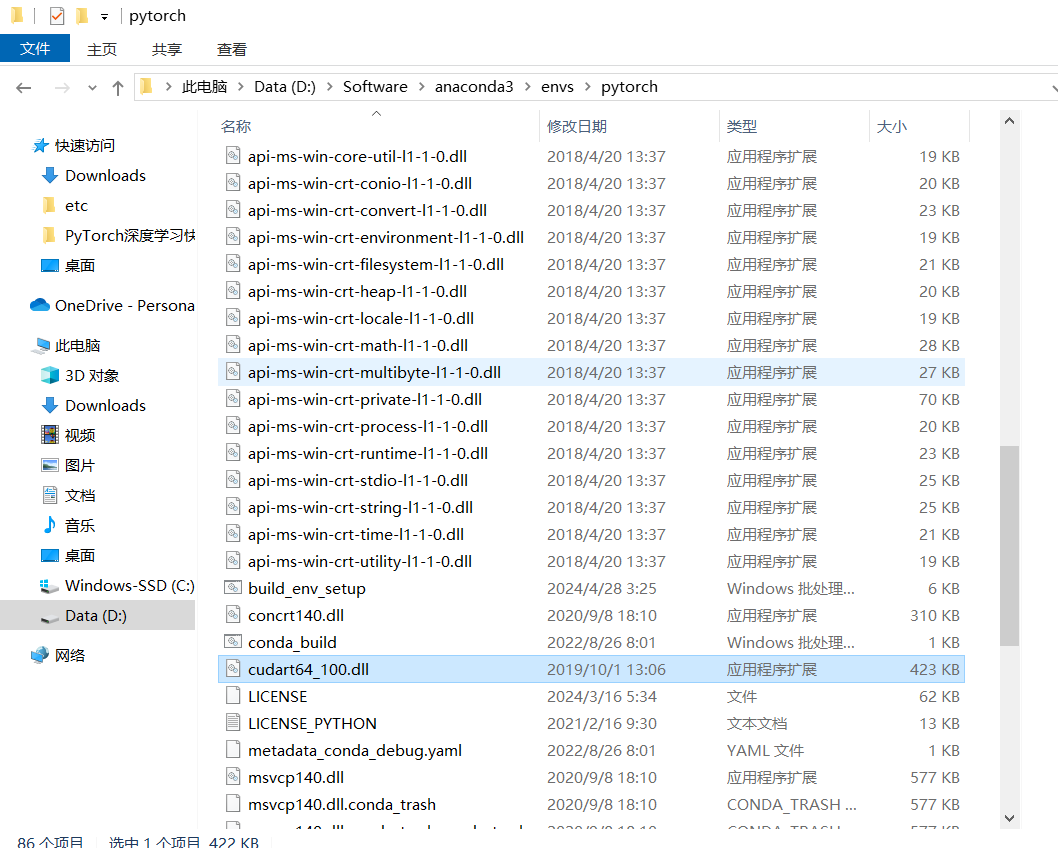 pytorch
文件 主页 共享 查看
此电脑 Data (D:) Software anaconda3 envs pytorch
快速访问
Downloads
etc
PyTorch深度学习快
桌面
OneDrive - Persona
此电脑
3D 对象
Downloads
视频
图片
文档
音乐
桌面
Windows-SSD (C:)
Data (D:)
网络
名称 修改日期 类型 大小
api-ms-win-core-util-l1-1-0.dll 2018/4/20 13:37 应用程序扩展 19 KB
api-ms-win-crt-conio-l1-1-0.dll 2018/4/20 13:37 应用程序扩展 20 KB
api-ms-win-crt-convert-l1-1-0.dll 2018/4/20 13:37 应用程序扩展 23 KB
api-ms-win-crt-environment-l1-1-0.dll 2018/4/20 13:37 应用程序扩展 19 KB
api-ms-win-crt-filesystem-l1-1-0.dll 2018/4/20 13:37 应用程序扩展 21 KB
api-ms-win-crt-heap-l1-1-0.dll 2018/4/20 13:37 应用程序扩展 20 KB
api-ms-win-crt-locale-l1-1-0.dll 2018/4/20 13:37 应用程序扩展 19 KB
api-ms-win-crt-math-l1-1-0.dll 2018/4/20 13:37 应用程序扩展 28 KB
api-ms-win-crt-multibyte-l1-1-0.dll 2018/4/20 13:37 应用程序扩展 27 KB
api-ms-win-crt-private-l1-1-0.dll 2018/4/20 13:37 应用程序扩展 70 KB
api-ms-win-crt-process-l1-1-0.dll 2018/4/20 13:37 应用程序扩展 20 KB
api-ms-win-crt-runtime-l1-1-0.dll 2018/4/20 13:37 应用程序扩展 23 KB
api-ms-win-crt-stdio-l1-1-0.dll 2018/4/20 13:37 应用程序扩展 25 KB
api-ms-win-crt-string-l1-1-0.dll 2018/4/20 13:37 应用程序扩展 25 KB
api-ms-win-crt-time-l1-1-0.dll 2018/4/20 13:37 应用程序扩展 21 KB
api-ms-win-crt-utility-l1-1-0.dll 2018/4/20 13:37 应用程序扩展 19 KB
build_env_setup 2024/4/28 3:25 Windows 批处理... 6 KB
concrt140.dll 2020/9/8 18:10 应用程序扩展 310 KB
conda_build 2022/8/26 8:01 Windows 批处理... 1 KB
cudart64_100.dll 2019/10/1 13:06 应用程序扩展 423 KB
LICENSE 2024/3/16 5:34 文件 62 KB
LICENSE_PYTHON 2021/2/16 9:30 文本文档 13 KB
metadata_conda_debug.yaml 2022/8/26 8:01 YAML 文件 1 KB
msvcp140.dll 2020/9/8 18:10 应用程序扩展 577 KB
msvcp140.dll.conda_trash 2020/9/8 18:10 CONDA_TRASH ... 577 KB
86 个项目 选中 1 个项目 422 KB